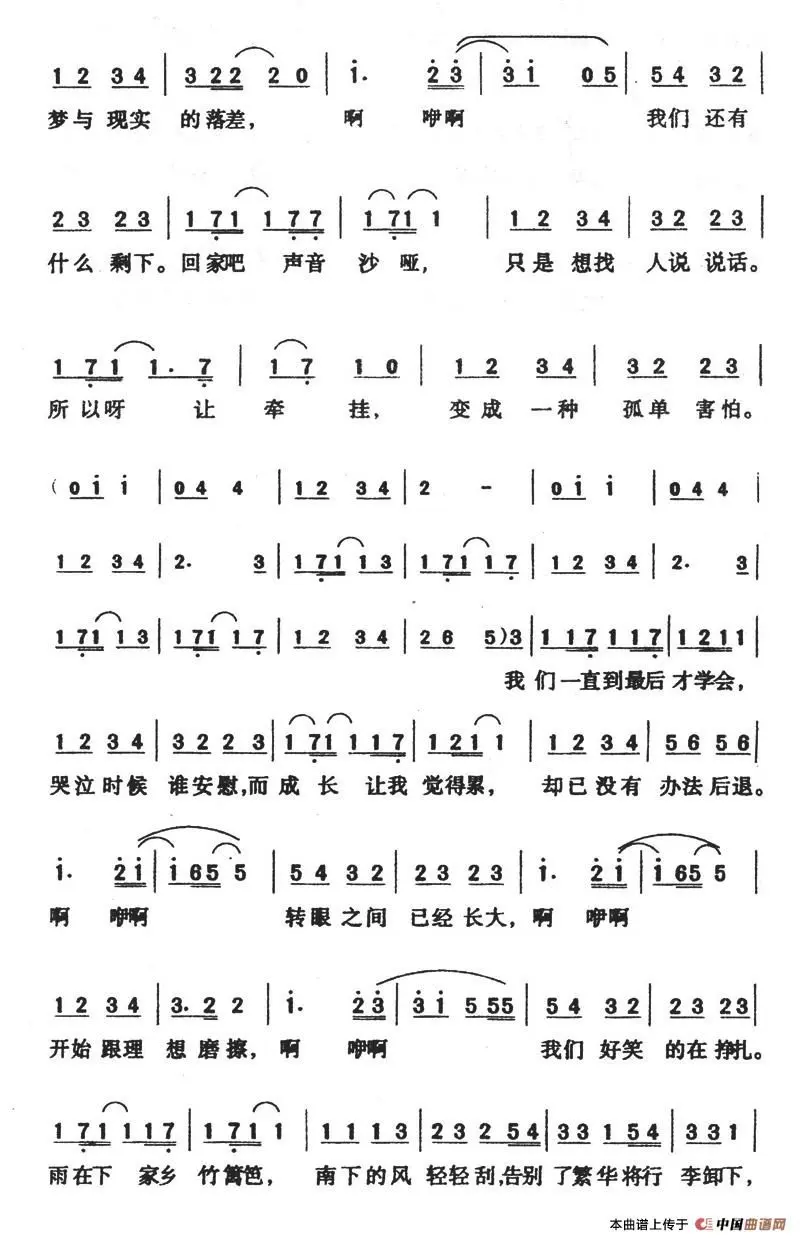 1 2 3 4 | 3 2 2 2 0 | i. 2 3 | 3 i 0 5 | 5 4 3 2 |
梦与 现实 的落差, 啊 咿啊 我们 还有
2 3 2 3 | 1 7 1 1 7 7 | 1 7 1 1 | 1 2 3 4 | 3 2 2 3 |
什么 剩下。回家吧 声音 沙 哑, 只是 想找 人说 说话。
1 7 1 1. 7 | 1 7 1 0 | 1 2 3 4 | 3 2 2 3 |
所以呀 让 牵 挂, 变成 一种 孤单 害怕。
( 0 i i | 0 4 4 | 1 2 3 4 | 2 - | 0 i i | 0 4 4 |
1 2 3 4 | 2. 3 | 1 7 1 1 3 | 1 7 1 1 7 | 1 2 3 4 | 2. 3 |
1 7 1 1 3 | 1 7 1 1 7 | 1 2 3 4 | 2 6 5 ) 3 | 1 1 7 1 1 7 | 1 2 1 1 |
我 们一直到最后 才学会,
1 2 3 4 | 3 2 2 3 | 1 7 1 1 1 7 | 1 2 1 1 | 1 2 3 4 | 5 6 5 6 |
哭泣时候 谁安慰,而成 长 让我 觉得累, 却已没有 办法后退。
i. 2 i | i 6 5 5 | 5 4 3 2 | 2 3 2 3 | i. 2 i | i 6 5 5 |
啊 咿啊 转眼之间 已经长大, 啊 咿啊
1 2 3 4 | 3. 2 2 | i. 2 3 | 3 i 5 5 5 | 5 4 3 2 | 2 3 2 3 |
开始跟理 想磨擦, 啊 咿啊 我们 好笑 的在 挣扎。
1 7 1 1 1 7 | 1 7 1 1 | 1 1 1 3 | 2 3 2 5 4 | 3 3 1 5 4 | 3 3 1 |
雨在下 家乡 竹篱笆, 南下的风 轻轻刮,告别 了繁华将行 李卸下,
本曲谱上传于 中国曲谱网